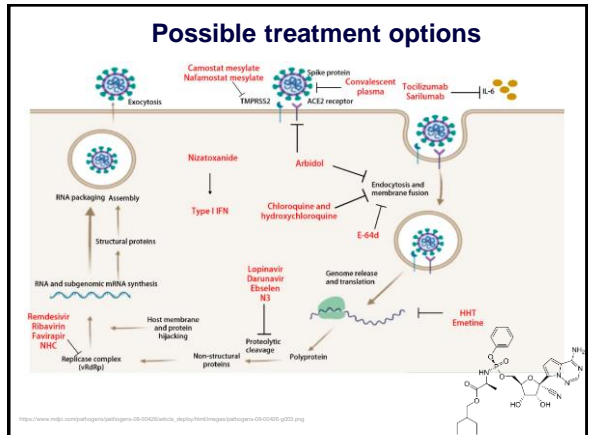 Possible treatment options
Camostat mesylate
Nafamostat mesylate
Spike protein
Convalescent
plasma
Tocilizumab
Sarilumab
IL-6
Exocytosis
TMPRSS2
ACE2 receptor
Nizatoxanide
Arbidol
Endocytosis and
membrane fusion
RNA packaging
Assembly
Type I IFN
Chloroquine and
hydroxychloroquine
E-64d
Structural proteins
Lopinavir
Darunavir
Ebselen
N3
Genome release
and translation
RNA and subgenomic mRNA synthesis
Remdesivir
Ribavirin
Favirapir
NHC
Host membrane
and protein
hijacking
HHT
Emetine
Replicase complex
(vRdRp)
Non-structural
proteins
Proteolytic
cleavage
Polyprotein
NH2
O
O
P
O
HN
O
O
O
HO
OH
CN
N
N
N